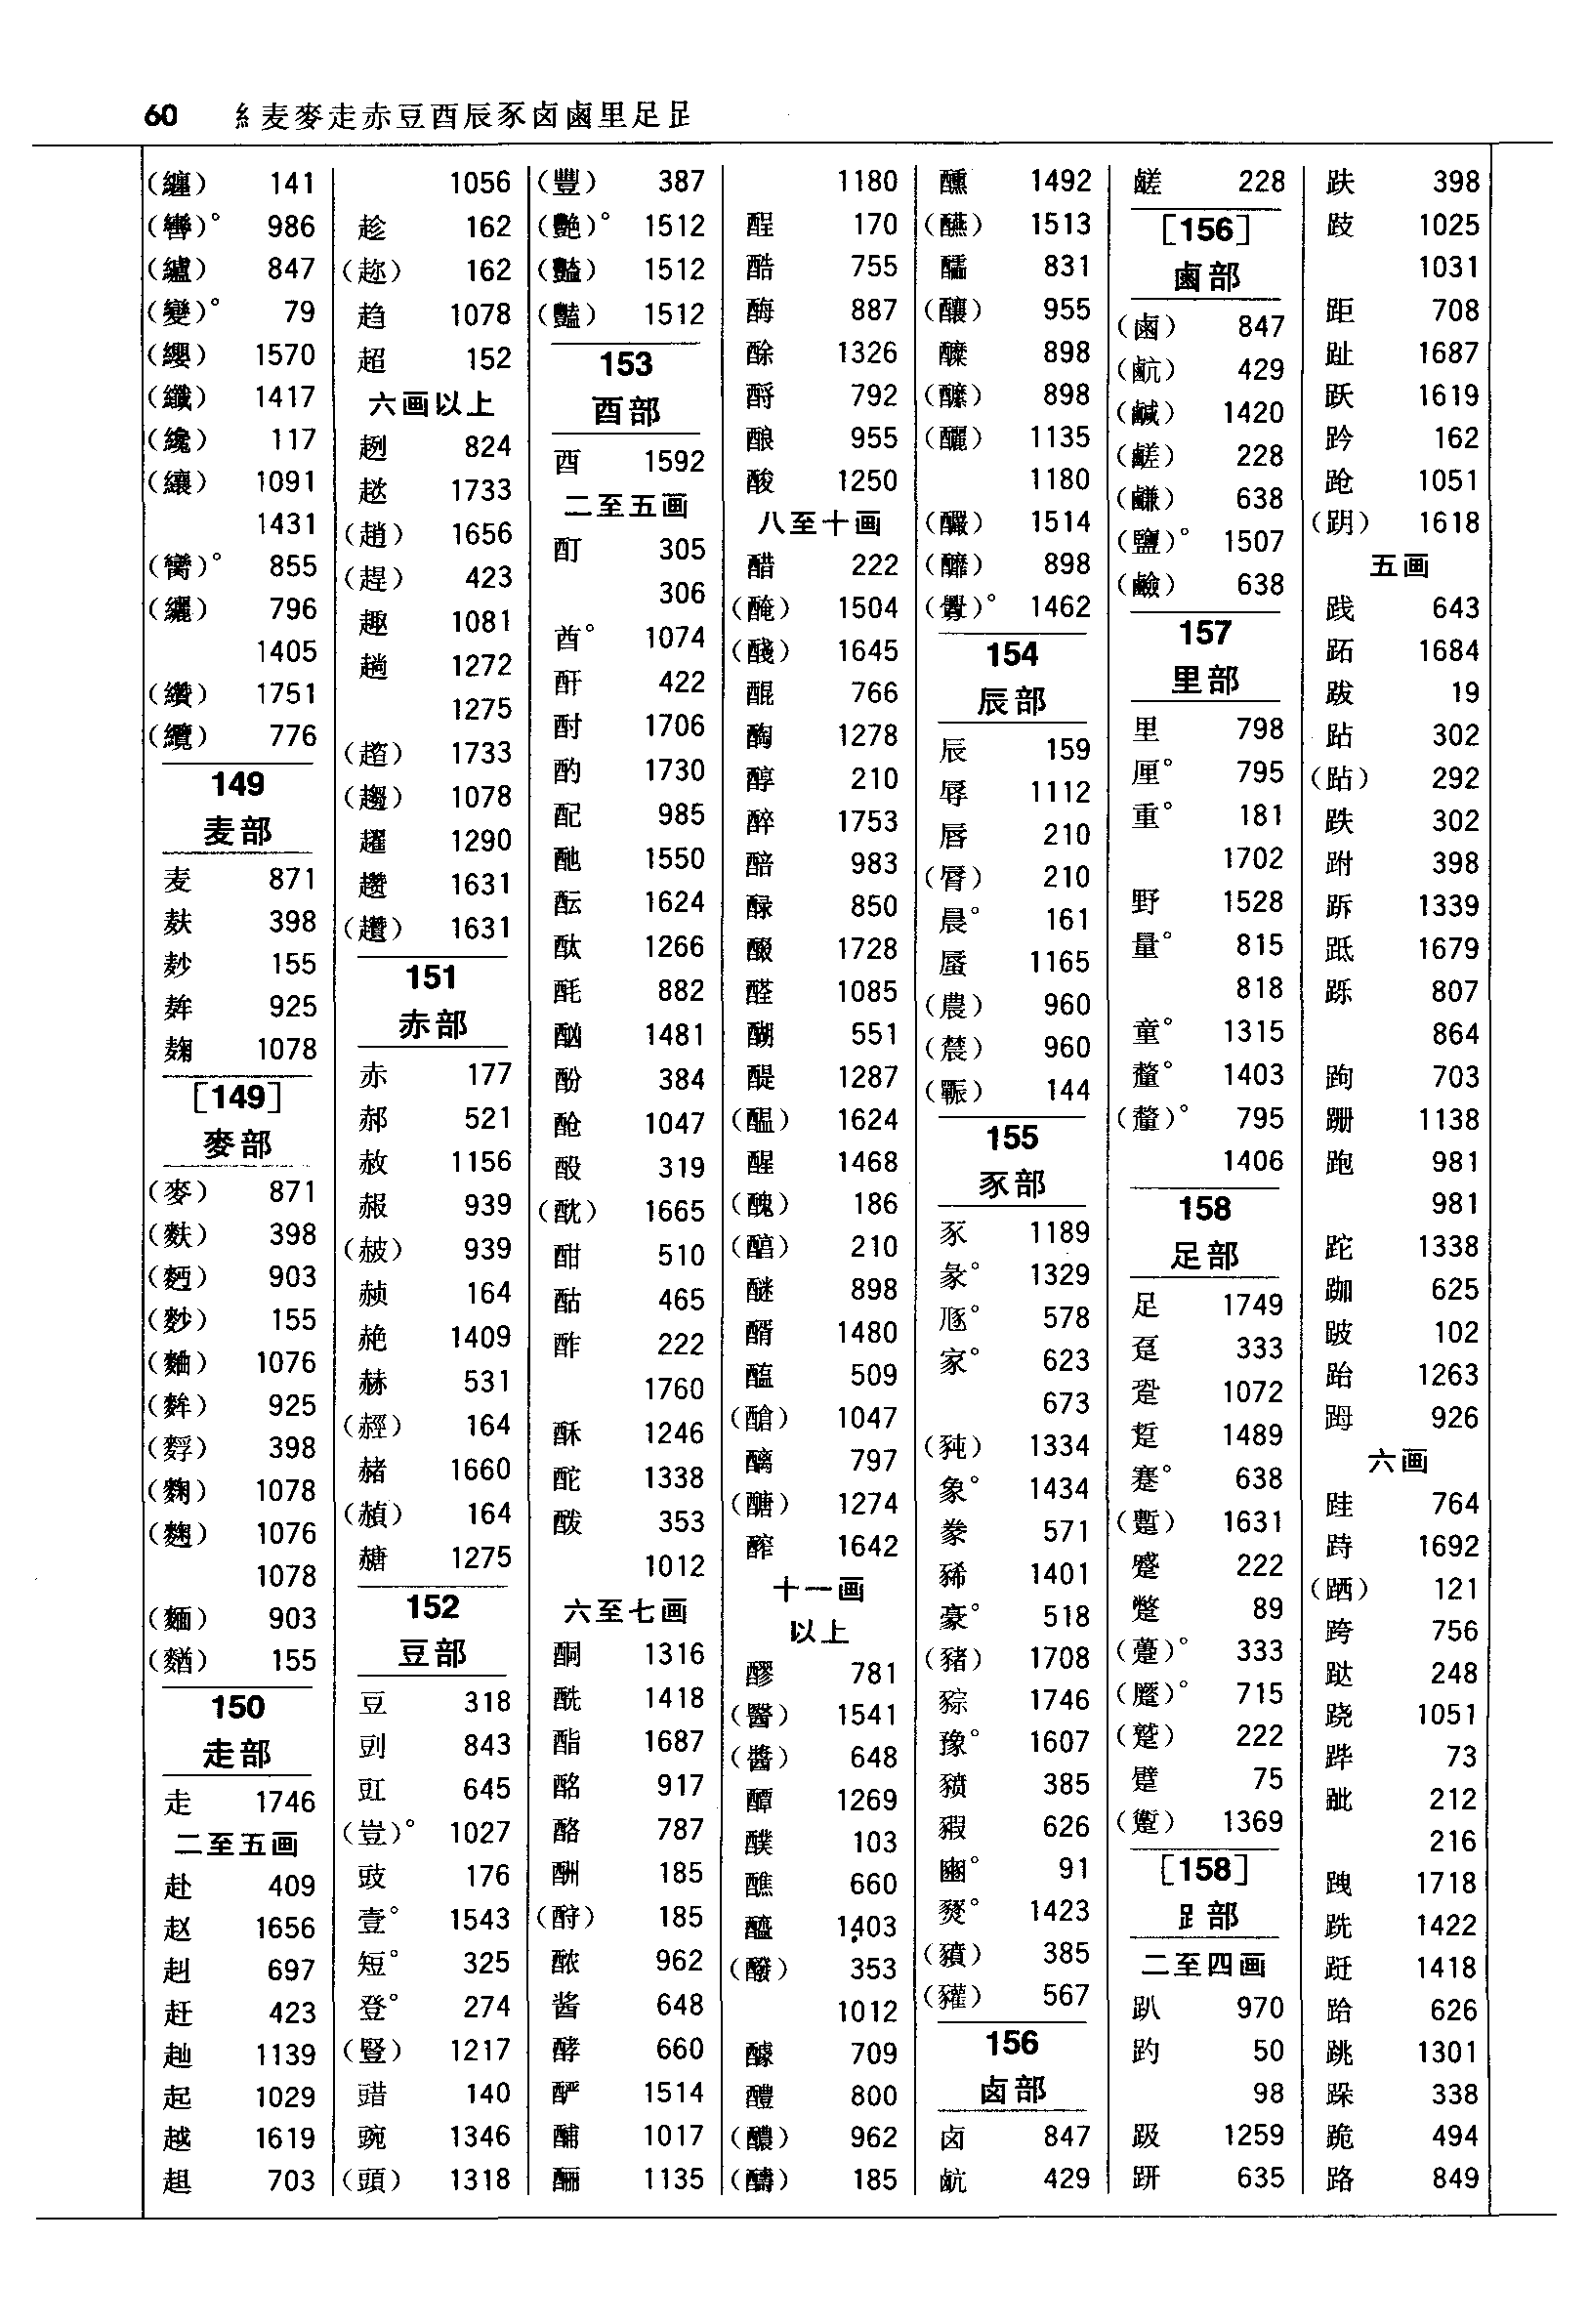 60 糹麦麥走赤豆酉辰豕卤鹵里足𧾷
(纏) 141
(轡)° 986
(纑) 847
(變)° 79
(纓) 1570
(纖) 1417
(纔) 117
(纕) 1091
1431
(臠)° 855
(纚) 796
1405
(纘) 1751
(纜) 776
149
麦部
麦 871
麸 398
麨 155
麰 925
麹 1078
[149]
麥部
(麥) 871
(麩) 398
(麪) 903
(麨) 155
(麯) 1076
(麰) 925
(麫) 398
(麴) 1078
(麯) 1076
1078
(麵) 903
155
150
走部
走 1746
二至五画
赴 409
赵 1656
赳 697
赶 423
赸 1139
起 1029
越 1619
趄 703
1056
趁 162
(趂) 162
趋 1078
超 152
六画以上
趔 824
趑 1733
(趙) 1656
(趕) 423
趣 1081
趟 1272
1275
(趦) 1733
(趨) 1078
趯 1290
趱 1631
(趲) 1631
151
赤部
赤 177
郝 521
赦 1156
赧 939
(赧) 939
赪 164
赩 1409
赫 531
(赬) 164
赭 1660
(赬) 164
赯 1275
152
豆部
豆 318
剅 843
豇 645
(豈)° 1027
豉 176
壹° 1543
短° 325
登° 274
(豎) 1217
𧯆 140
豌 1346
(頭) 1318
(豐) 387
(艷)° 1512
(豓) 1512
(豔) 1512
153
酉部
酉 1592
二至五画
酊 305
306
酋° 1074
酐 422
酎 1706
酌 1730
配 985
酏 1550
酝 1624
酞 1266
酕 882
酗 1481
酚 384
酫 1047
酘 319
(酖) 1665
酣 510
酤 465
酢 222
1760
酥 1246
酡 1338
酦 353
1012
六至七画
酮 1316
酰 1418
酯 1687
酩 917
酪 787
酬 185
(酧) 185
酞 962
酱 648
酵 660
酽 1514
酺 1017
酾 1135
1180
酲 170
酷 755
酶 887
酴 1326
酹 792
酿 955
酸 1250
八至十画
醋 222
(醃) 1504
(醆) 1645
醌 766
醄 1278
醇 210
醉 1753
醅 983
醁 850
醊 1728
醛 1085
醐 551
醍 1287
(醖) 1624
醒 1468
(醜) 186
(醕) 210
醚 898
醑 1480
醢 509
(醶) 1047
醨 797
(醣) 1274
醡 1642
十一画
以上
醪 781
(醫) 1541
(醬) 648
醰 1269
醭 103
醮 660
醯 1403
(醱) 353
1012
醵 709
醴 800
(醲) 962
(醻) 185
醺 1492
(醼) 1513
醹 831
(釀) 955
醾 898
(醿) 898
(釃) 1135
1180
(釅) 1514
(釄) 898
(釁)° 1462
154
辰部
辰 159
辱 1112
唇 210
(脣) 210
晨° 161
蜃 1165
(農) 960
(辳) 960
(辴) 144
155
豕部
豕 1189
彖° 1329
豗° 578
家° 623
673
(豘) 1334
象° 1434
豢 571
豨 1401
豪° 518
(豬) 1708
豵 1746
豫° 1607
豮 385
豭 626
豳° 91
燹° 1423
(豶) 385
(貛) 567
156
卤部
卤 847
𬶿 429
鹾 228
[156]
鹵部
(鹵) 847
(䴚) 429
(鹹) 1420
(鹺) 228
(鹻) 638
(鹽)° 1507
(鹼) 638
157
里部
里 798
厘° 795
重° 181
1702
野 1528
量° 815
818
童° 1315
釐° 1403
(釐)° 795
1406
158
足部
足 1749
趸 333
跫 1072
踅 1489
蹇° 638
(蹔) 1631
蹙 222
蹩 89
(躉)° 333
(蹷)° 715
(蹵) 222
躄 75
(躗) 1369
[158]
𧾷部
二至四画
趴 970
趵 50
98
趿 1259
趼 635
趺 398
跂 1025
1031
距 708
趾 1687
跃 1619
趻 162
跄 1051
(跀) 1618
五画
践 643
跖 1684
跋 19
跕 302
(跕) 292
跌 302
跗 398
跅 1339
跺 1679
跞 807
864
跔 703
跚 1138
跑 981
981
跎 1338
跏 625
跛 102
跆 1263
跮 926
六画
跬 764
跱 1692
(跴) 121
跨 756
跶 248
跷 1051
跸 73
跐 212
216
跩 1718
跣 1422
跹 1418
跲 626
跳 1301
跺 338
跪 494
路 849